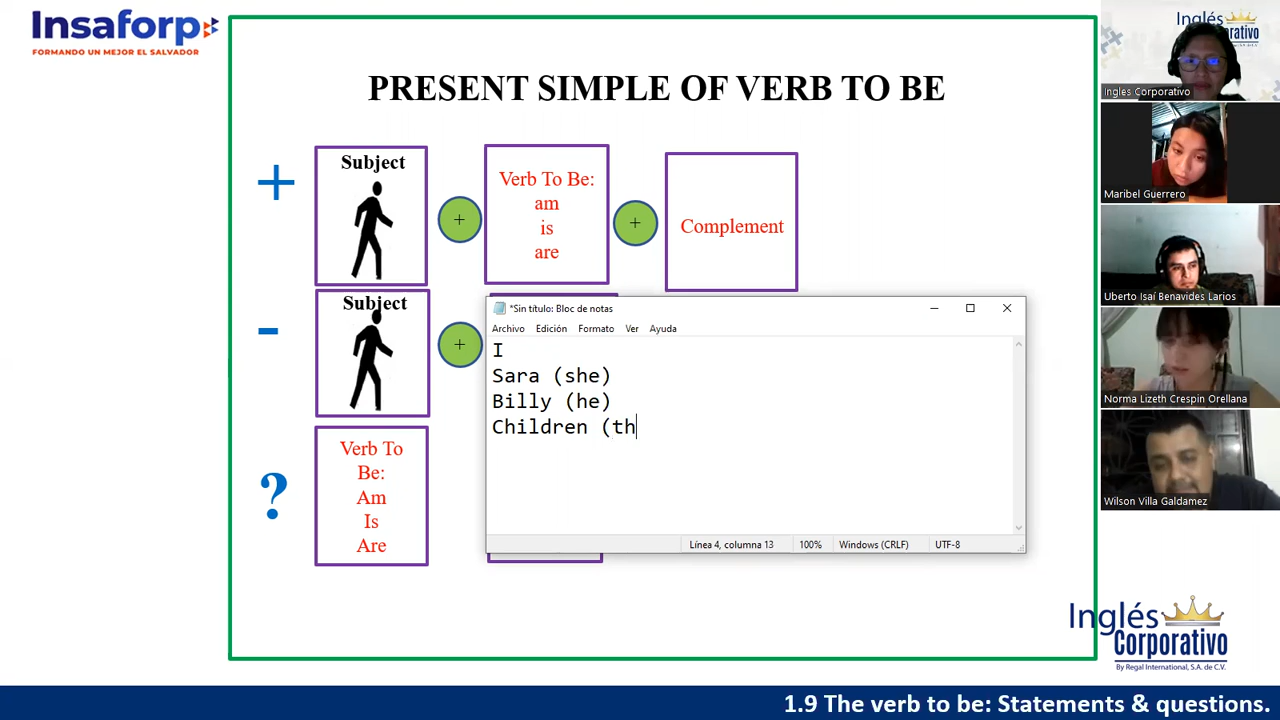 Insaforp
FORMANDO UN MEJOR EL SALVADOR
PRESENT SIMPLE OF VERB TO BE
+
Subject
+
Verb To Be:
am
is
are
+
Complement
-
Subject
+
?
Verb To
Be:
Am
Is
Are
*Sin título: Bloc de notas
Archivo Edición Formato Ver Ayuda
I
Sara (she)
Billy (he)
Children (th
Línea 4, columna 13 100% Windows (CRLF) UTF-8
Inglés
Corporativo
By Regal International, S.A. de C.V.
1.9 The verb to be: Statements & questions.
Inglés
Ingles Corporativo
Maribel Guerrero
Uberto Isaí Benavides Larios
Norma Lizeth Crespin Orellana
Wilson Villa Galdamez